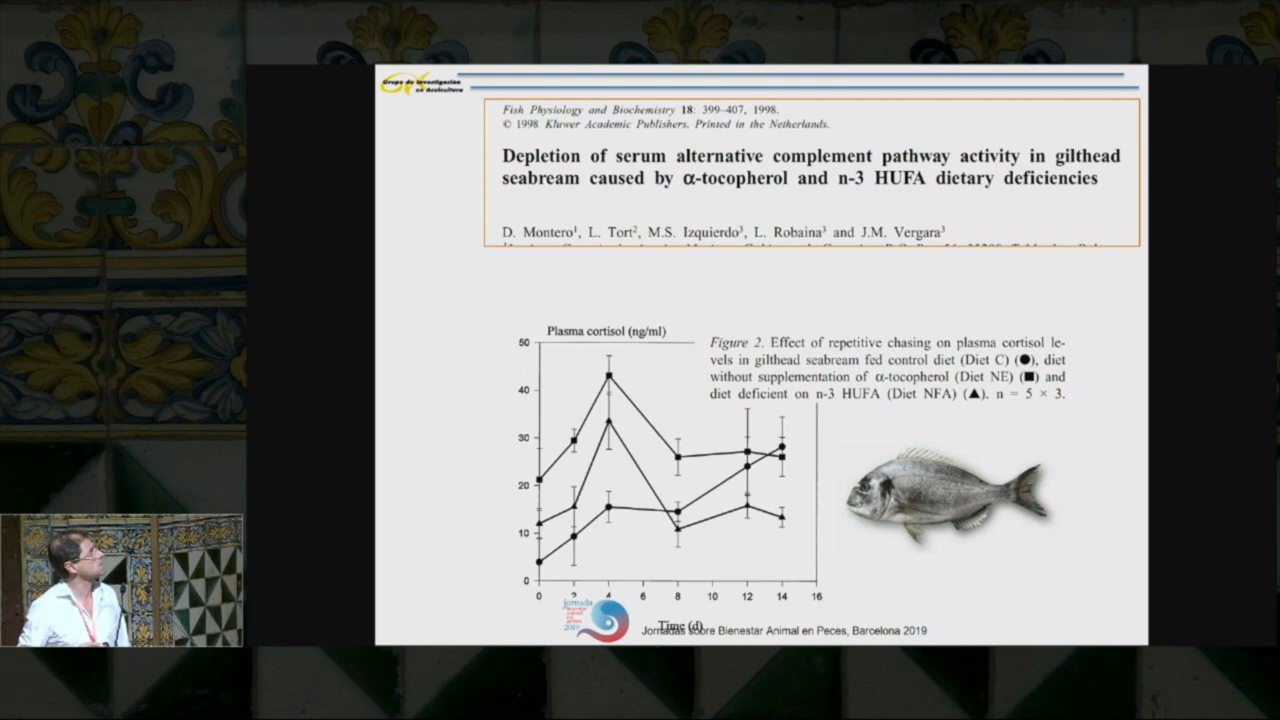 Grupo de Investigación
en Acuicultura
Fish Physiology and Biochemistry 18: 399–407, 1998.
© 1998 Kluwer Academic Publishers. Printed in the Netherlands.
Depletion of serum alternative complement pathway activity in gilthead
seabream caused by α-tocopherol and n-3 HUFA dietary deficiencies
D. Montero¹, L. Tort², M.S. Izquierdo³, L. Robaina³ and J.M. Vergara³
Plasma cortisol (ng/ml)
Figure 2. Effect of repetitive chasing on plasma cortisol le-
vels in gilthead seabream fed control diet (Diet C) (●), diet
without supplementation of α-tocopherol (Diet NE) (■) and
diet deficient on n-3 HUFA (Diet NFA) (▲). n = 5 × 3.
50
40
30
20
10
0
0 2 4 6 8 10 12 14 16
Time (d)
jornada
2019
Jornadas sobre Bienestar Animal en Peces, Barcelona 2019